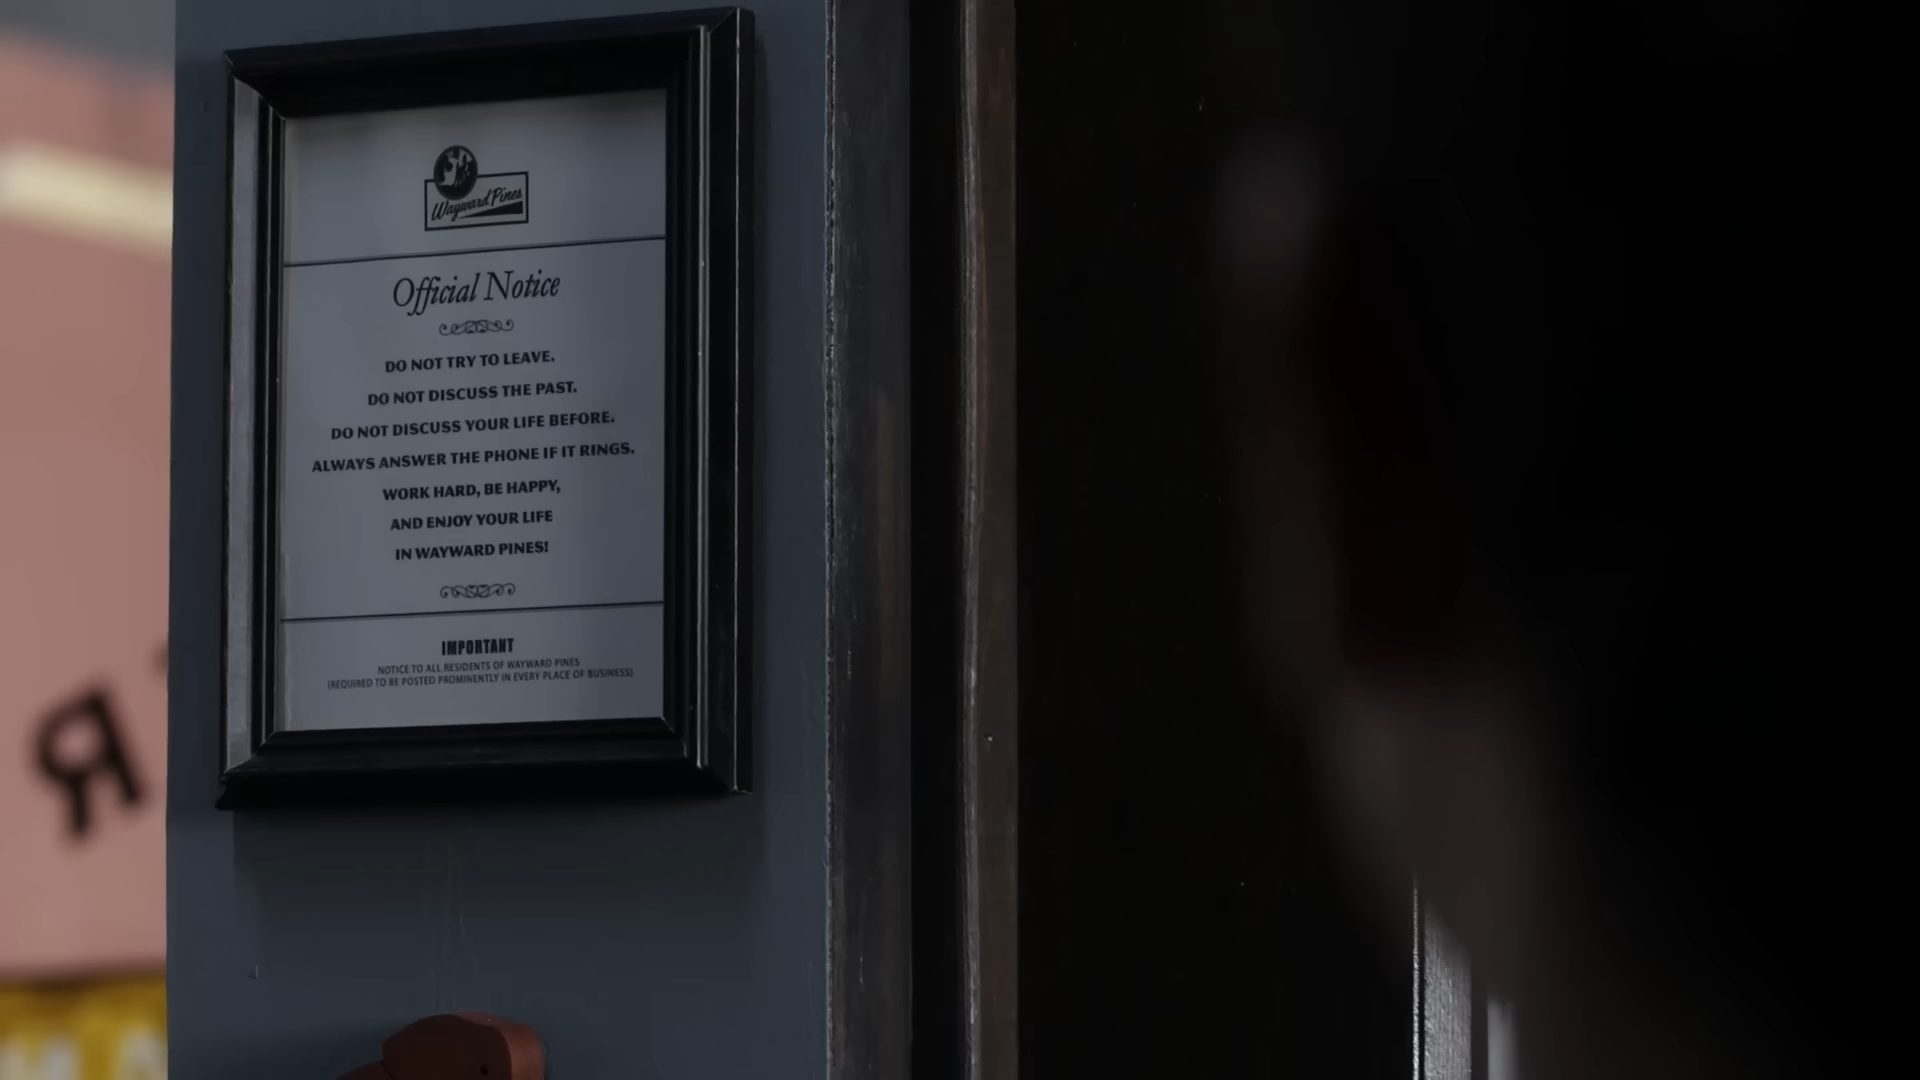 Wayward Pines
Official Notice
DO NOT TRY TO LEAVE.
DO NOT DISCUSS THE PAST.
DO NOT DISCUSS YOUR LIFE BEFORE.
ALWAYS ANSWER THE PHONE IF IT RINGS.
WORK HARD, BE HAPPY,
AND ENJOY YOUR LIFE
IN WAYWARD PINES!
IMPORTANT
NOTICE TO ALL RESIDENTS OF WAYWARD PINES
(REQUIRED TO BE POSTED PROMINENTLY IN EVERY PLACE OF BUSINESS)